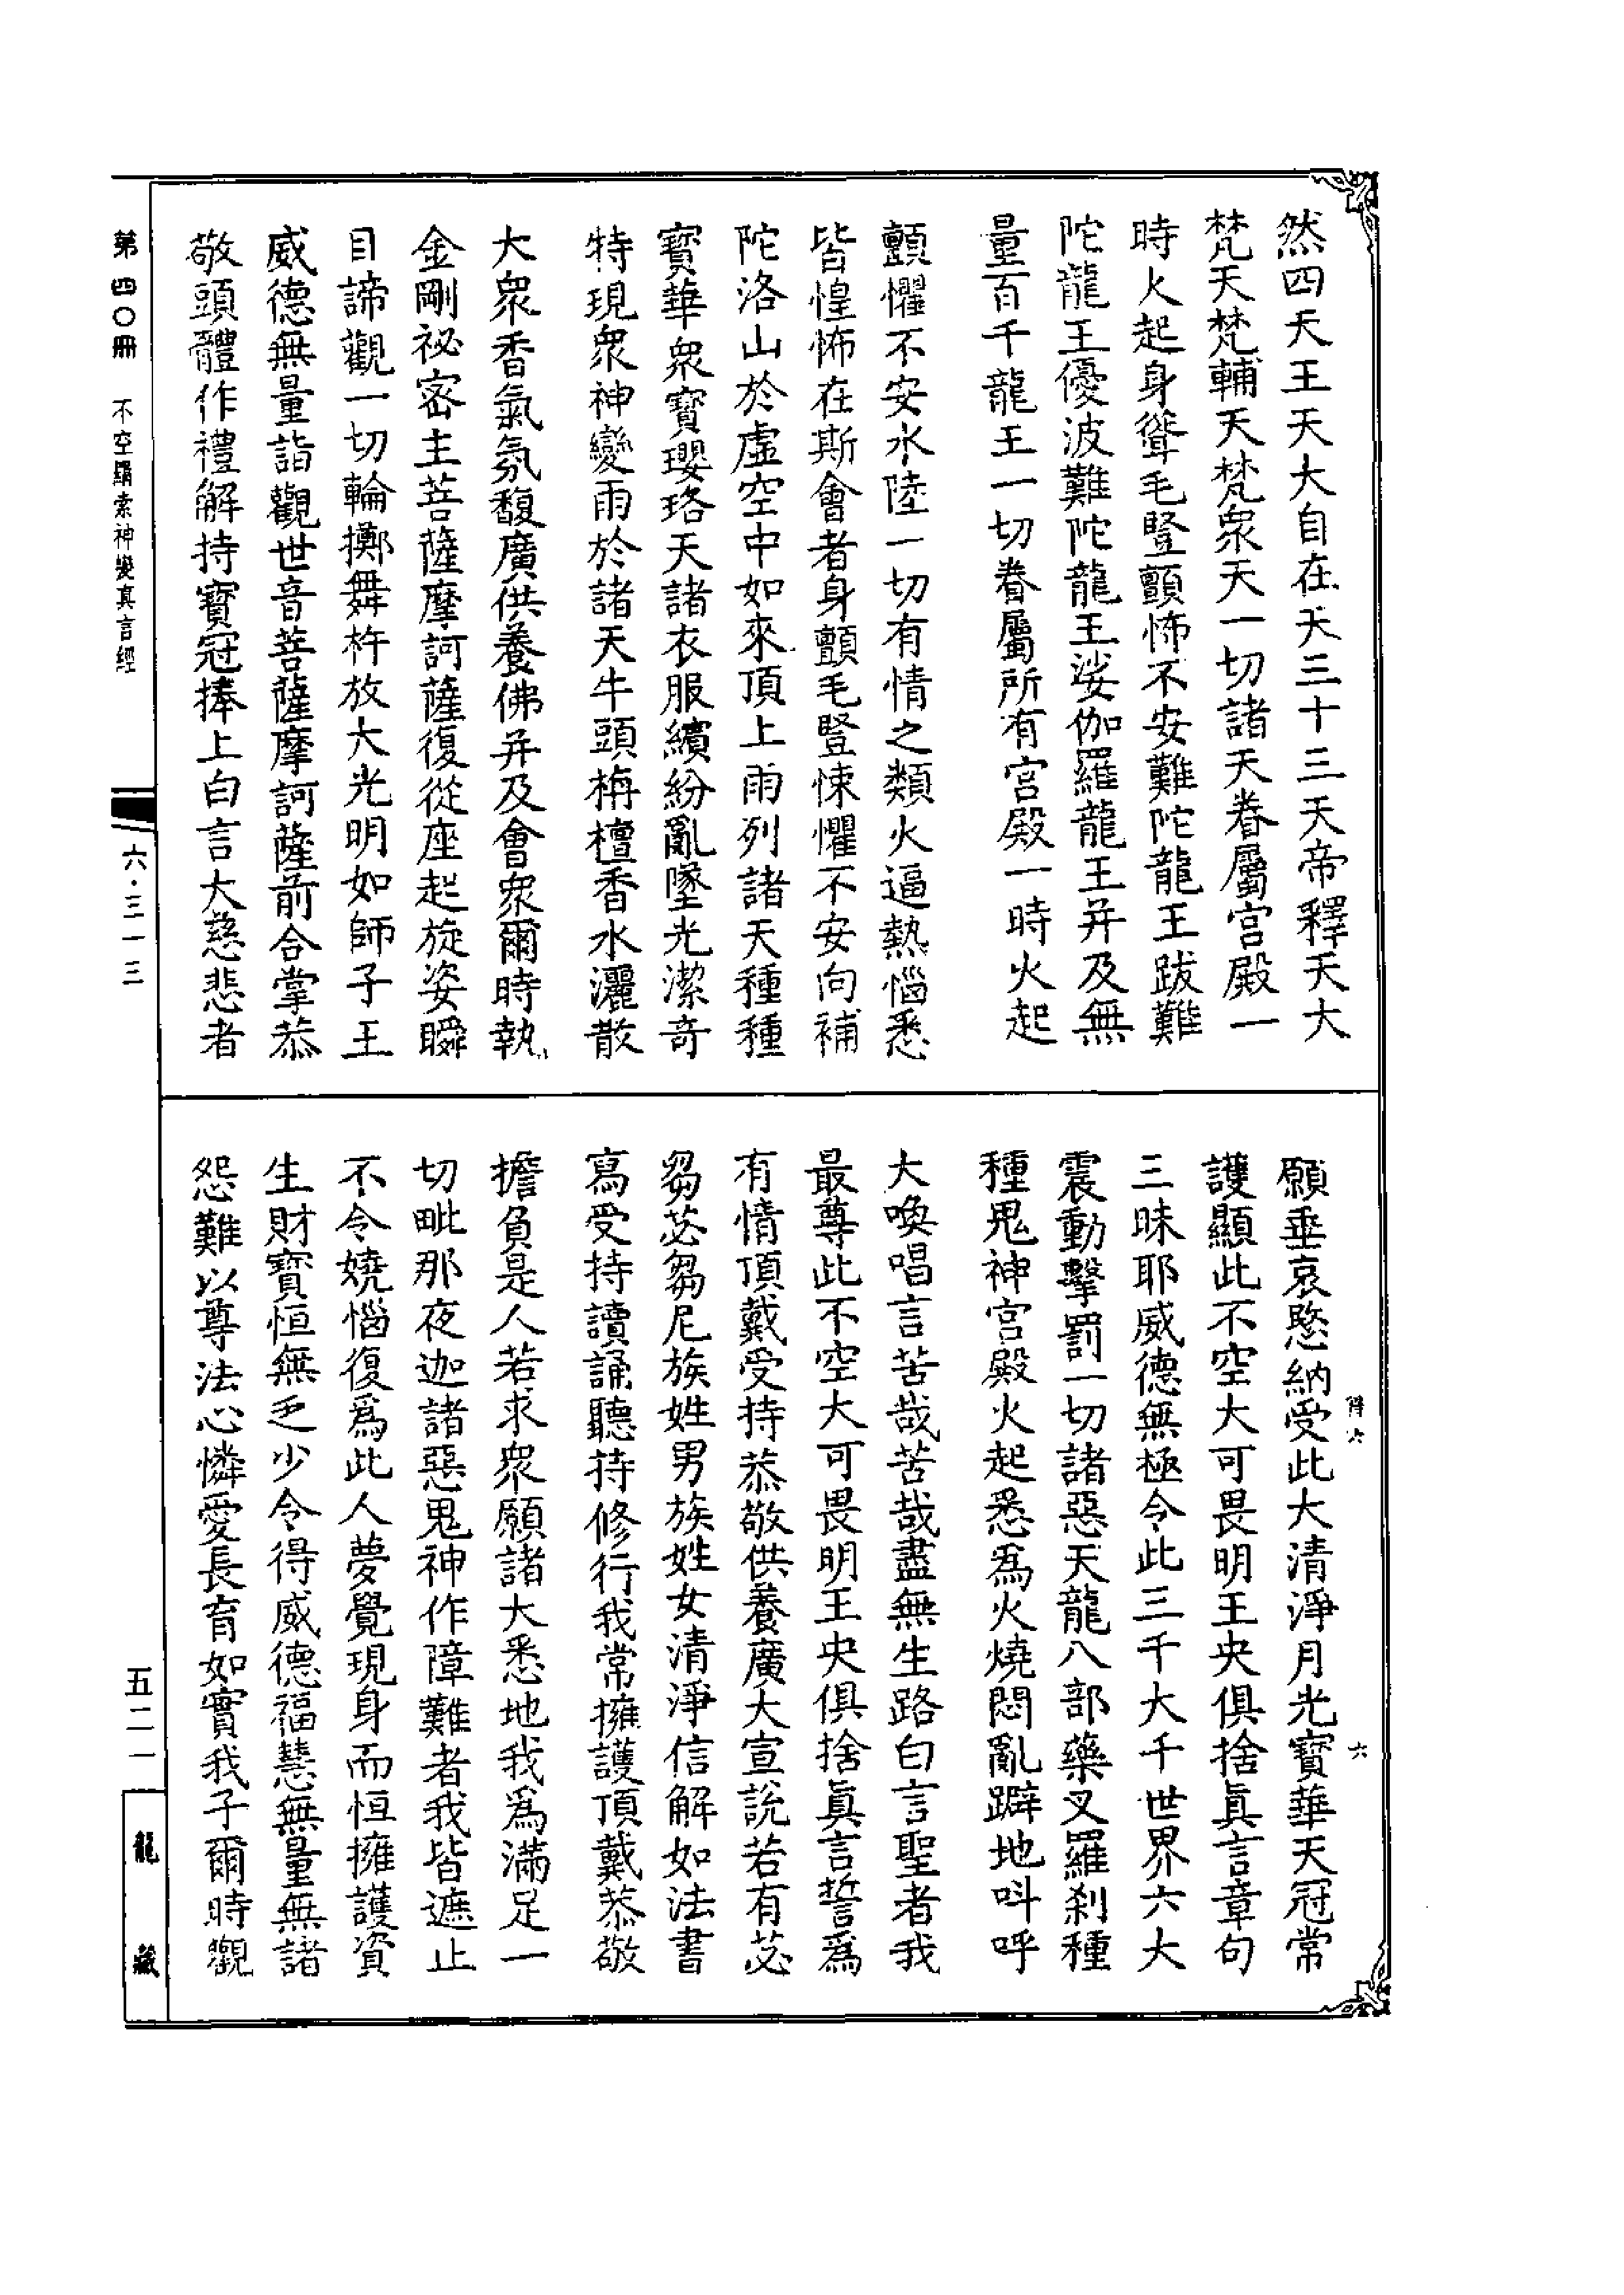 然四天王天大自在天三十三天帝釋天大
梵天梵輔天梵衆天一切諸天眷屬宮殿一
時火起身聳毛豎顫怖不安難陀龍王跋難
陀龍王優波難陀龍王娑伽羅龍王并及無
量百千龍王一切眷屬所有宮殿一時火起
顫懼不安水陸一切有情之類火逼熱惱悉
皆惶怖在斯會者身顫毛豎悚懼不安向補
陀洛山於虛空中如來頂上雨列諸天種種
寶華衆寶瓔珞天諸衣服繽紛亂墜光潔奇
特現衆神變雨於諸天牛頭栴檀香水灑散
大衆香氣氛馥廣供養佛并及會衆爾時執
金剛祕密主菩薩摩訶薩復從座起旋姿瞬
目諦觀一切輪擲舞杵放大光明如師子王
威德無量詣觀世音菩薩摩訶薩前合掌恭
敬頭體作禮解持寶冠捧上白言大慈悲者
願垂哀愍納受此大清淨月光寶華天冠常
護顯此不空大可畏明王央俱捨眞言章句
三昧耶威德無極令此三千大千世界六大
震動擊罰一切諸惡天龍八部藥叉羅剎種
種鬼神宮殿火起悉爲火燒悶亂躃地叫呼
大喚唱言苦哉苦哉盡無生路白言聖者我
最尊此不空大可畏明王央俱捨眞言誓爲
有情頂戴受持恭敬供養廣大宣說若有苾
芻苾芻尼族姓男族姓女清淨信解如法書
寫受持讀誦聽持修行我常擁護頂戴恭敬
擔負是人若求衆願諸大悉地我爲滿足一
切毗那夜迦諸惡鬼神作障難者我皆遮止
不令嬈惱復爲此人夢覺現身而恒擁護資
生財寶恒無乏少令得威德福慧無量無諸
怨難以尊法心憐愛長育如實我子爾時觀
六
第四〇冊 不空羂索神變真言經
六·三一三
五二一
龍藏